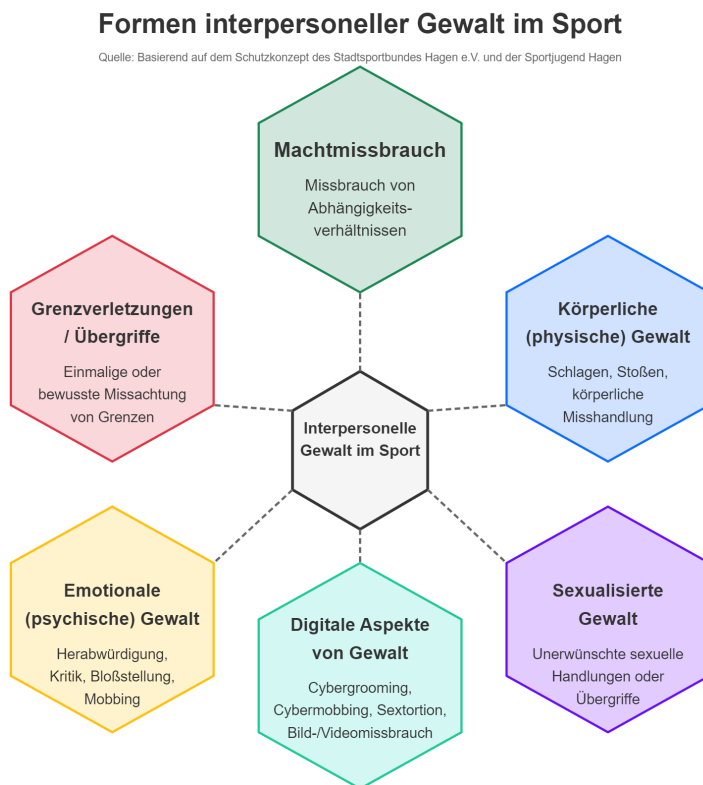 Formen interpersoneller Gewalt im Sport
Quelle: Basierend auf dem Schutzkonzept des Stadtsportbundes Hagen e.V. und der Sportjugend Hagen
Machtmissbrauch
Missbrauch von
Abhängigkeits-
verhältnissen
Grenzverletzungen
/ Übergriffe
Einmalige oder
bewusste Missachtung
von Grenzen
Körperliche
(physische) Gewalt
Schlagen, Stoßen,
körperliche
Misshandlung
Interpersonelle
Gewalt im Sport
Emotionale
(psychische) Gewalt
Herabwürdigung,
Kritik, Bloßstellung,
Mobbing
Digitale Aspekte
von Gewalt
Cybergrooming,
Cybermobbing, Sextortion,
Bild-/Videomissbrauch
Sexualisierte
Gewalt
Unerwünschte sexuelle
Handlungen oder
Übergriffe